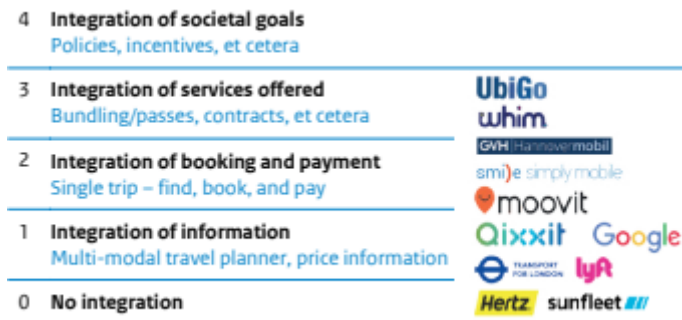 4 Integration of societal goals
Policies, incentives, et cetera
3 Integration of services offered
Bundling/passes, contracts, et cetera
UbiGo
whim
2 Integration of booking and payment
Single trip – find, book, and pay
GVH Hannovermobil
smi)e simply mobile
moovit
1 Integration of information
Multi-modal travel planner, price information
Qixxit Google
TRANSPORT FOR LONDON lyft
0 No integration
Hertz sunfleet